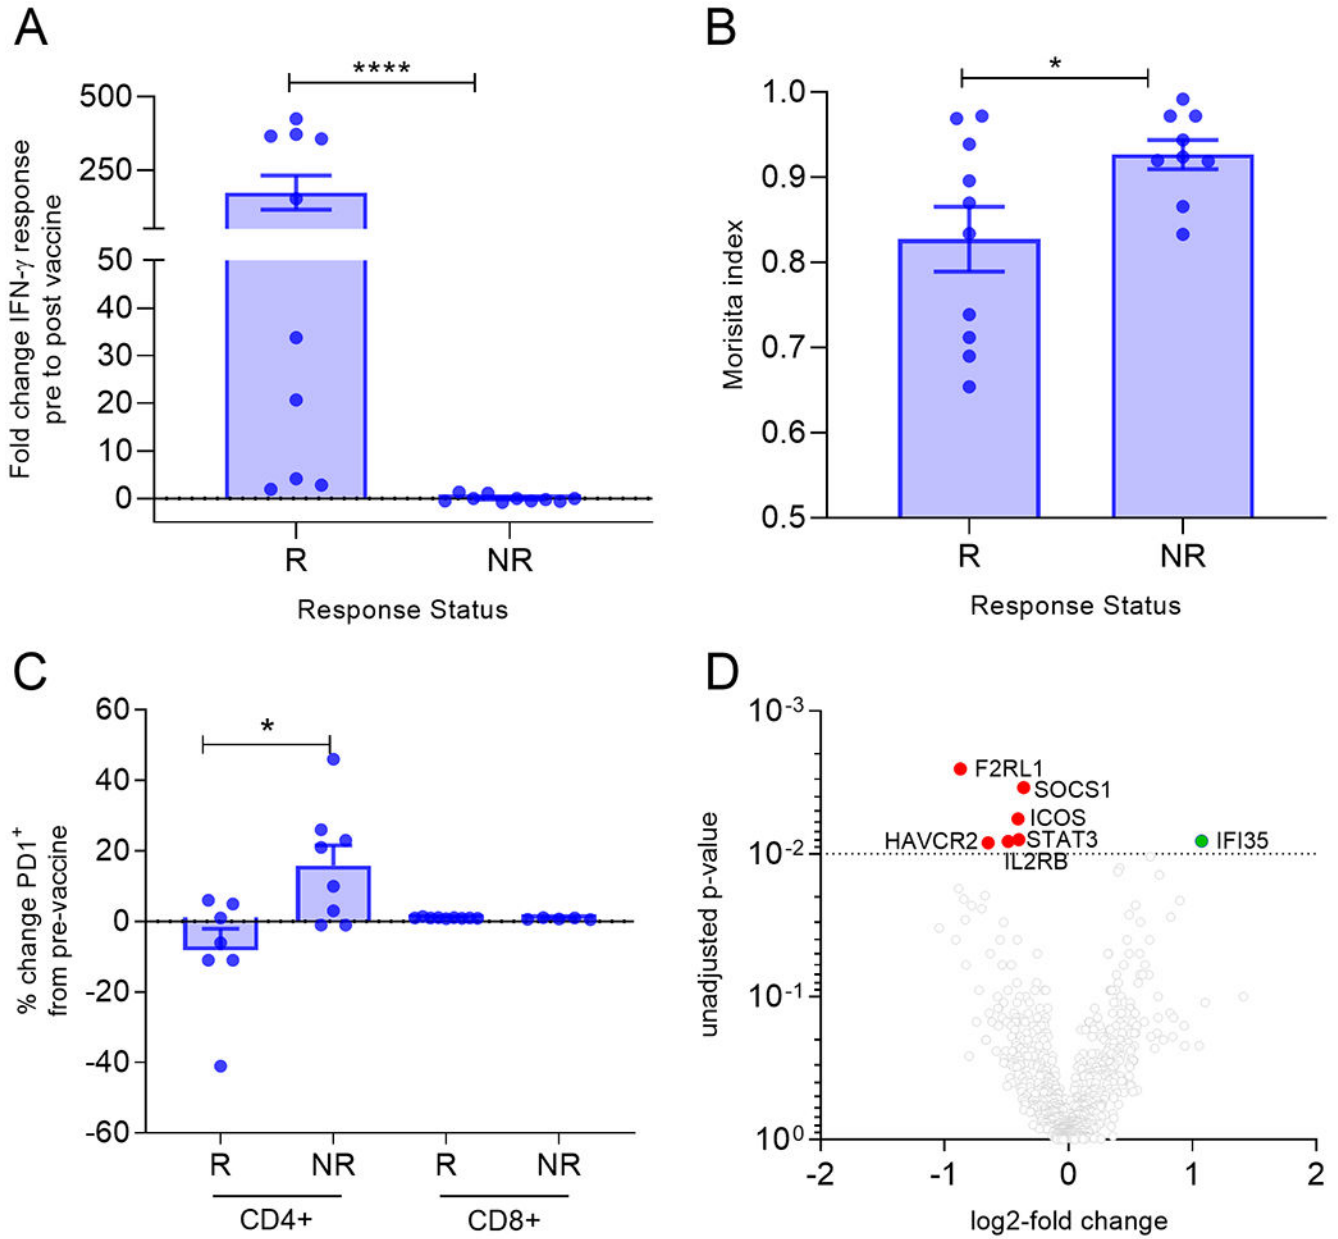 A
****
500
250
50
40
30
20
10
0
Fold change IFN-γ response
pre to post vaccine
R
NR
Response Status
B
*
1.0
0.9
0.8
0.7
0.6
0.5
Morisita index
R
NR
Response Status
C
*
60
40
20
0
-20
-40
-60
% change PD1⁺
from pre-vaccine
R
NR
R
NR
CD4+
CD8+
D
10⁻³
10⁻²
10⁻¹
10⁰
unadjusted p-value
F2RL1
SOCS1
ICOS
HAVCR2
STAT3
IFI35
IL2RB
-2
-1
0
1
2
log2-fold change